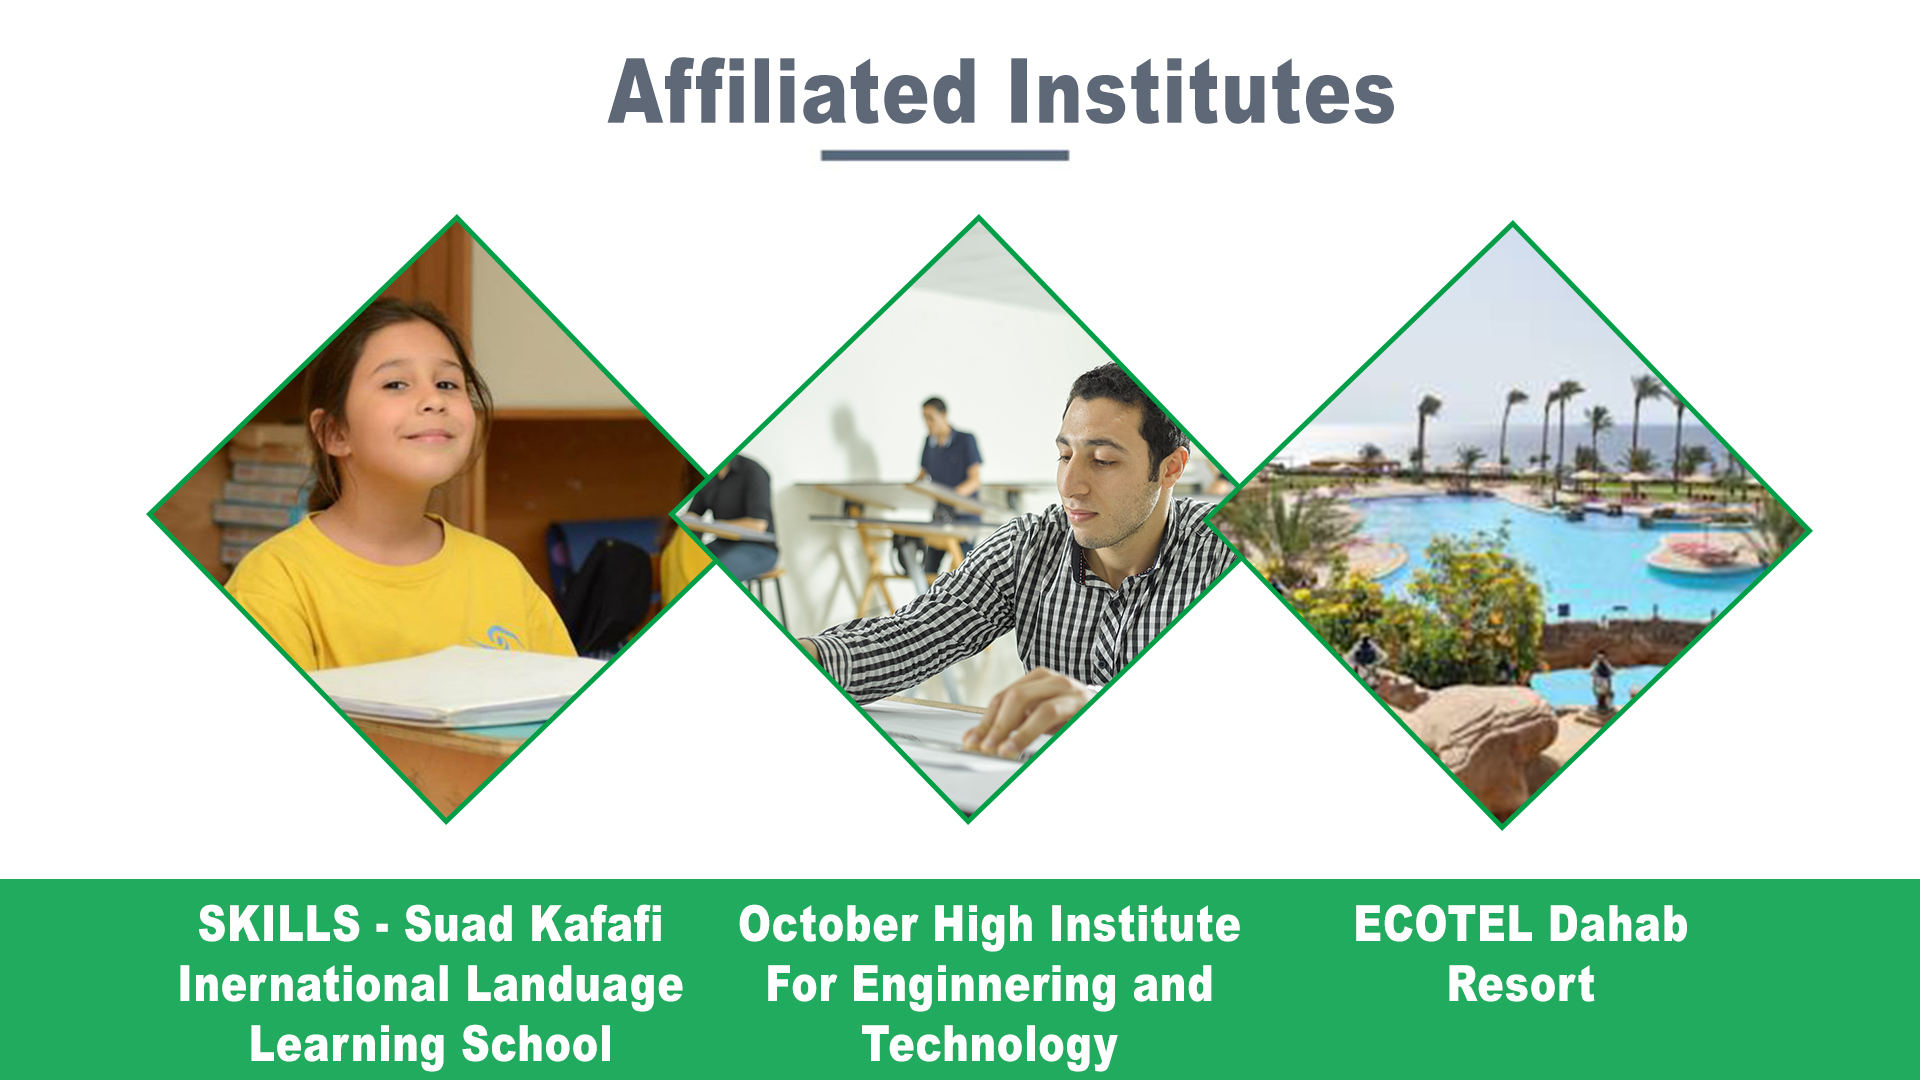 Affiliated Institutes
SKILLS - Suad Kafafi
Inernational Landuage
Learning School
October High Institute
For Enginnering and
Technology
ECOTEL Dahab
Resort